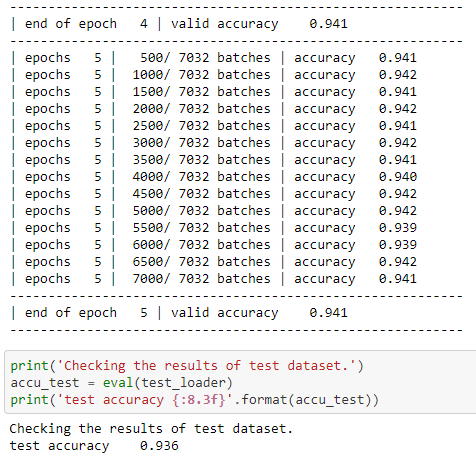 -----------------------------------------------------------
| end of epoch   4 | valid accuracy    0.941
-----------------------------------------------------------
| epochs   5 |   500/ 7032 batches | accuracy   0.941
| epochs   5 |  1000/ 7032 batches | accuracy   0.942
| epochs   5 |  1500/ 7032 batches | accuracy   0.941
| epochs   5 |  2000/ 7032 batches | accuracy   0.942
| epochs   5 |  2500/ 7032 batches | accuracy   0.941
| epochs   5 |  3000/ 7032 batches | accuracy   0.942
| epochs   5 |  3500/ 7032 batches | accuracy   0.941
| epochs   5 |  4000/ 7032 batches | accuracy   0.940
| epochs   5 |  4500/ 7032 batches | accuracy   0.942
| epochs   5 |  5000/ 7032 batches | accuracy   0.942
| epochs   5 |  5500/ 7032 batches | accuracy   0.939
| epochs   5 |  6000/ 7032 batches | accuracy   0.939
| epochs   5 |  6500/ 7032 batches | accuracy   0.942
| epochs   5 |  7000/ 7032 batches | accuracy   0.941
-----------------------------------------------------------
| end of epoch   5 | valid accuracy    0.941
-----------------------------------------------------------
print('Checking the results of test dataset.')
accu_test = eval(test_loader)
print('test accuracy {:8.3f}'.format(accu_test))
Checking the results of test dataset.
test accuracy    0.936